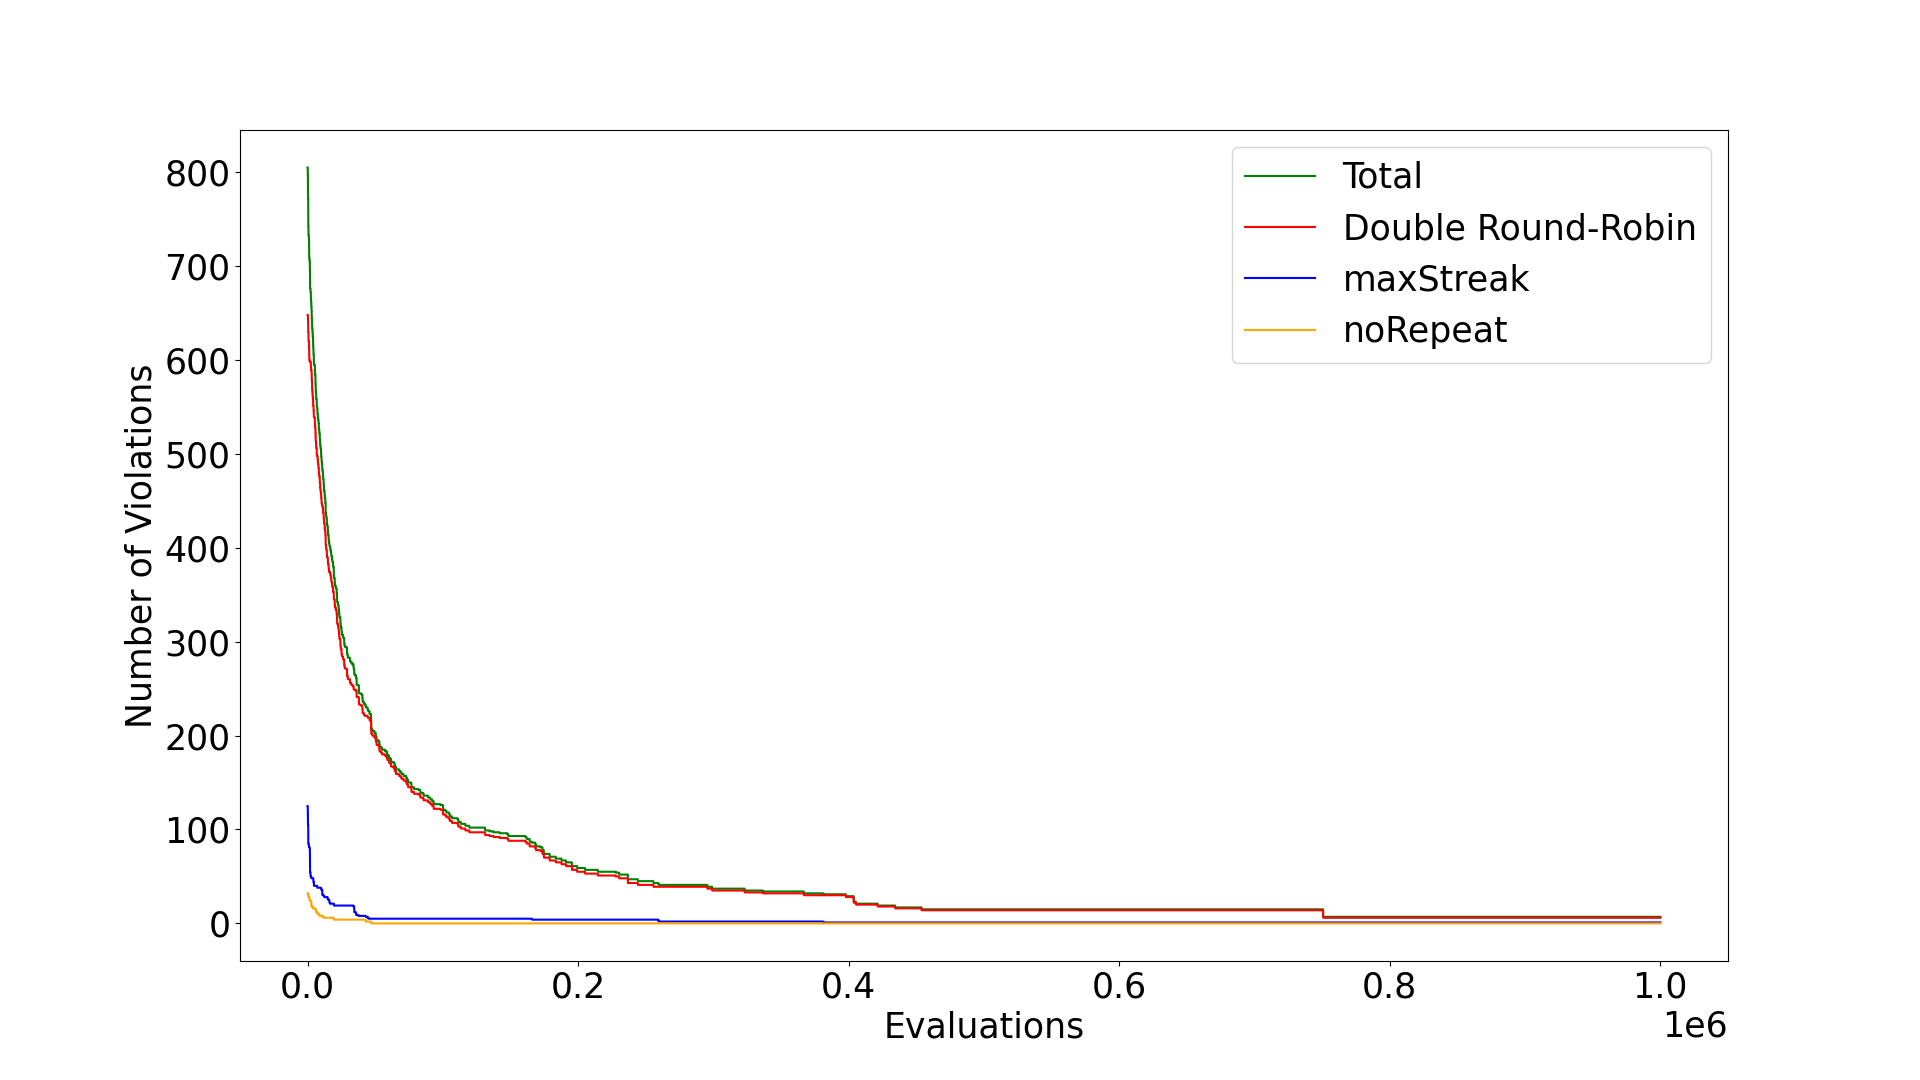 Total
Double Round-Robin
maxStreak
noRepeat
Number of Violations
800
700
600
500
400
300
200
100
0
0.0 0.2 0.4 0.6 0.8 1.0
Evaluations
1e6